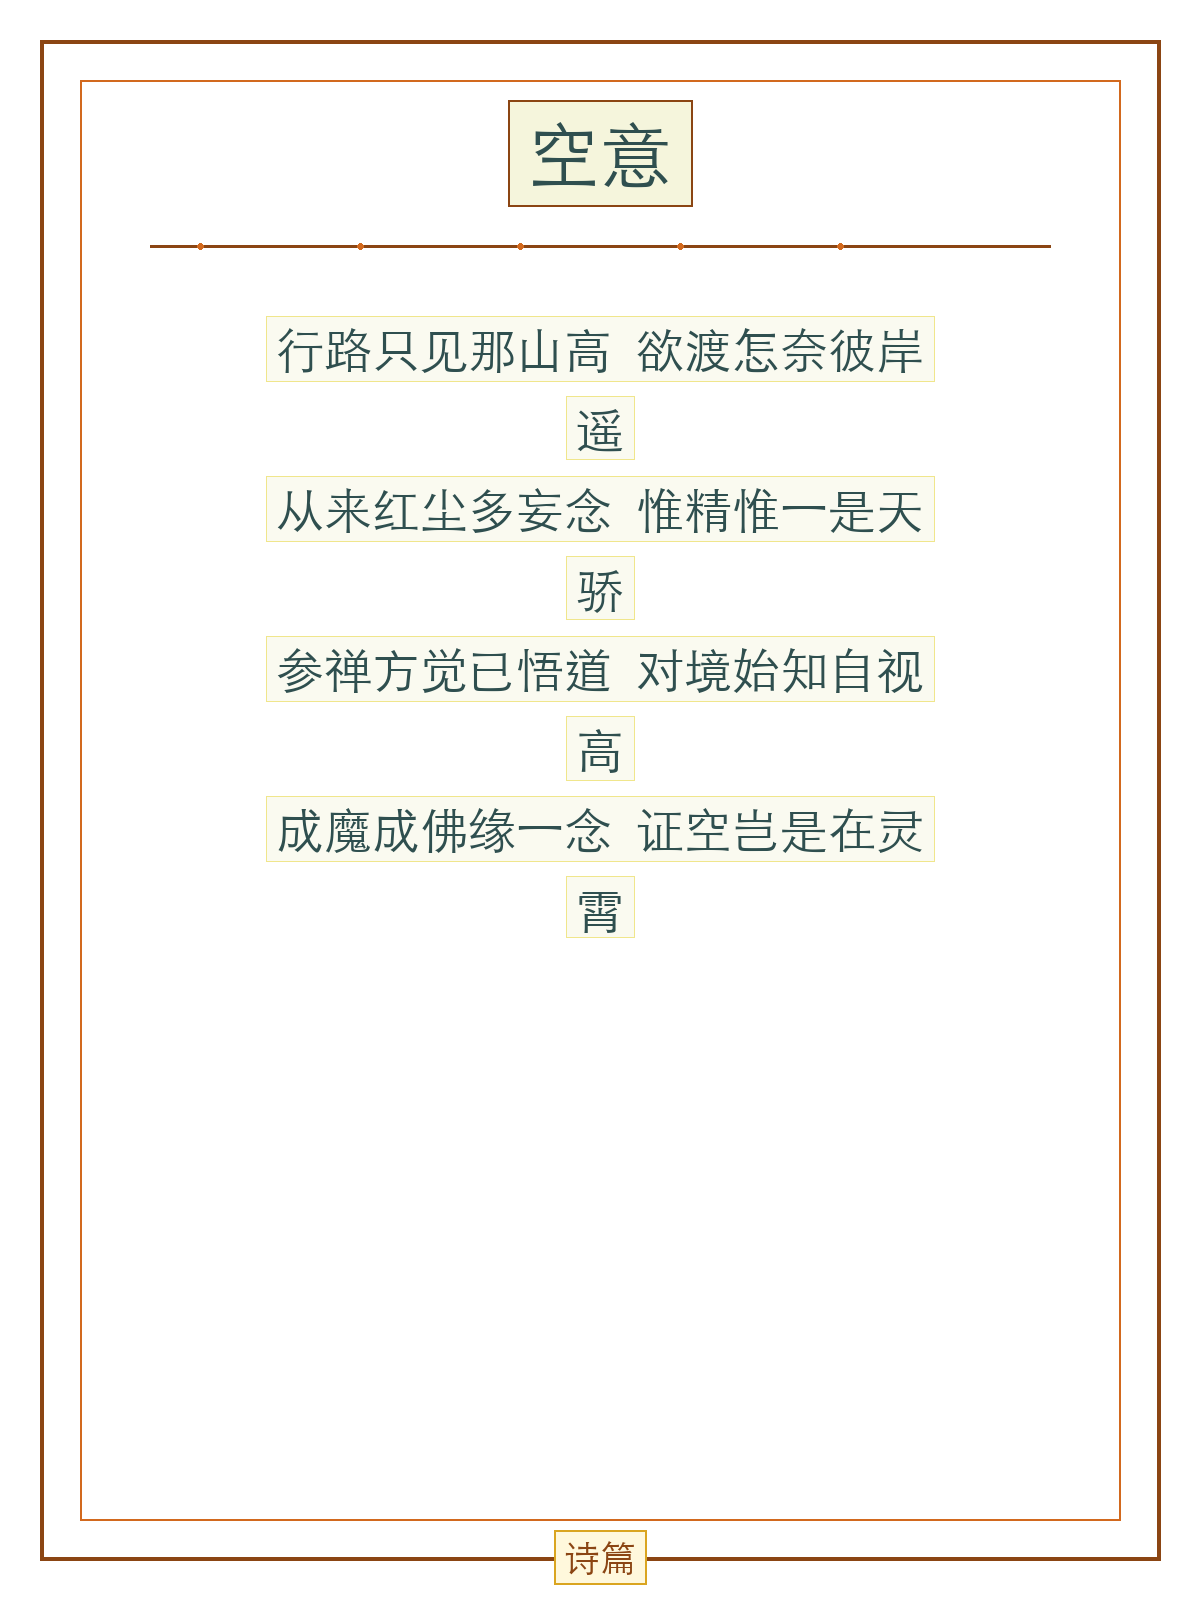 空意
行路只见那山高 欲渡怎奈彼岸
遥
从来红尘多妄念 惟精惟一是天
骄
参禅方觉已悟道 对境始知自视
高
成魔成佛缘一念 证空岂是在灵
霄
诗篇